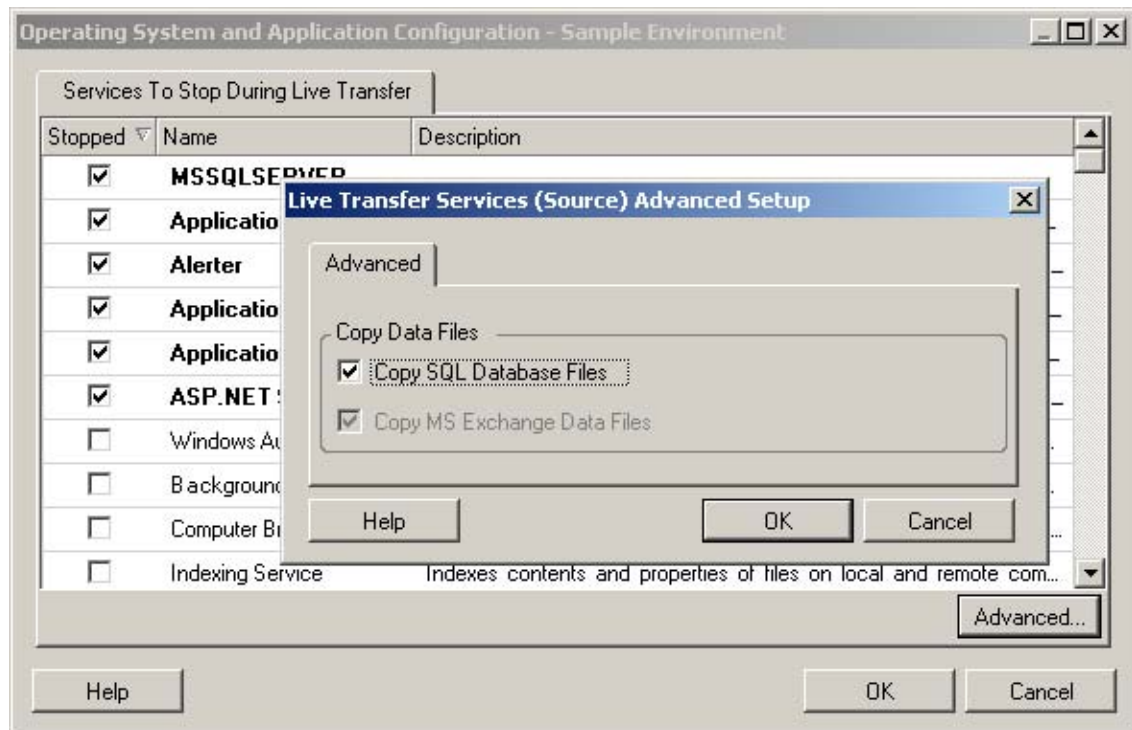 Operating System and Application Configuration - Sample Environment
Services To Stop During Live Transfer
Stopped Name Description
MSSQLSERVER
Live Transfer Services (Source) Advanced Setup
Applicatio
Alerter
Advanced
Applicatio
Copy Data Files
Applicatio
Copy SQL Database Files
ASP.NET
Copy MS Exchange Data Files
Windows Au
Background
Help OK Cancel
Computer Br
Indexing Service Indexes contents and properties of files on local and remote com...
Advanced...
Help OK Cancel